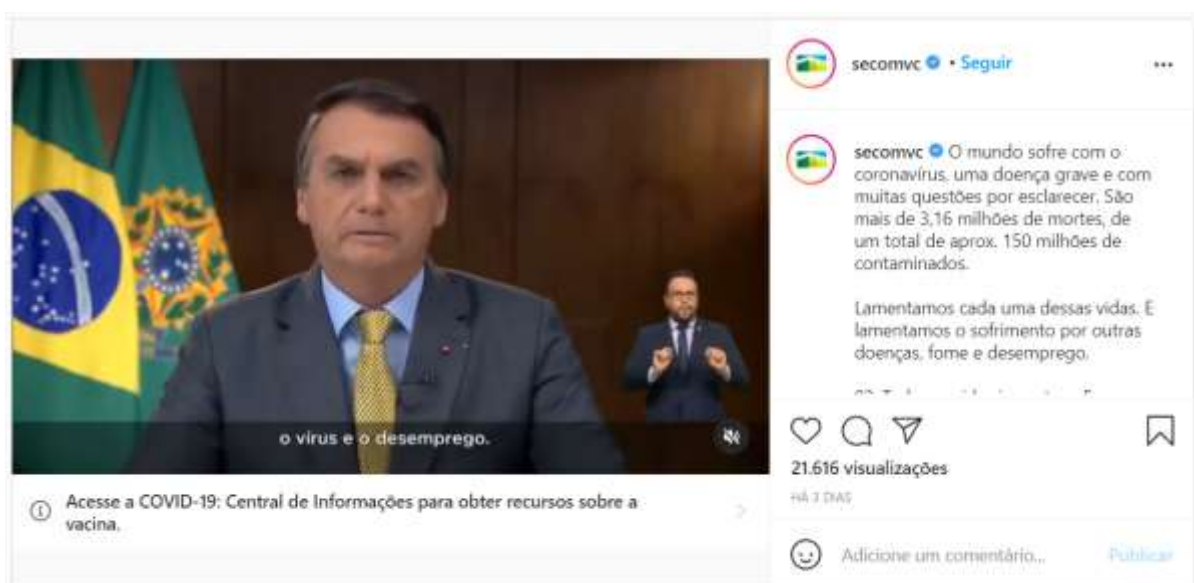 secomvc • Seguir
secomvc O mundo sofre com o
coronavírus, uma doença grave e com
muitas questões por esclarecer. São
mais de 3,16 milhões de mortes, de
um total de aprox. 150 milhões de
contaminados.
Lamentamos cada uma dessas vidas. E
lamentamos o sofrimento por outras
doenças, fome e desemprego.
o vírus e o desemprego.
Acesse a COVID-19: Central de Informações para obter recursos sobre a
vacina.
21.616 visualizações
HÁ 3 DIAS
Adicione um comentário...
Publicar